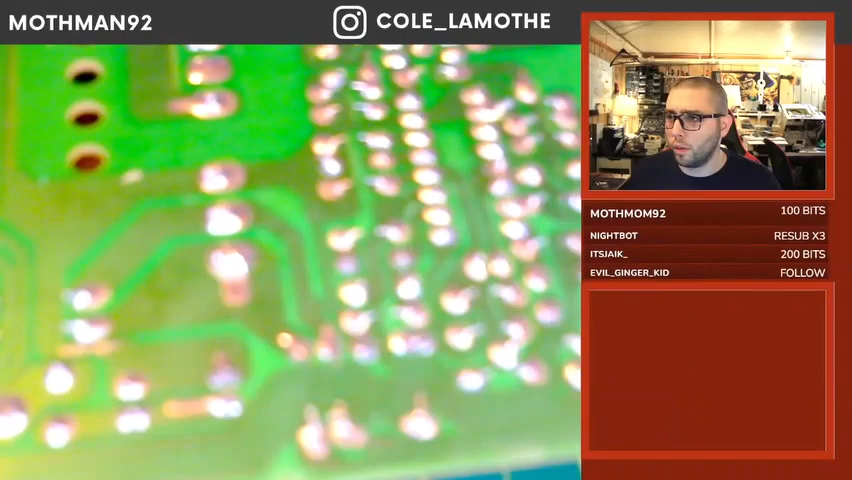 MOTHMAN92
COLE_LAMOTHE
MOTHMOM92 100 BITS
NIGHTBOT RESUB X3
ITSJAIK_ 200 BITS
EVIL_GINGER_KID FOLLOW